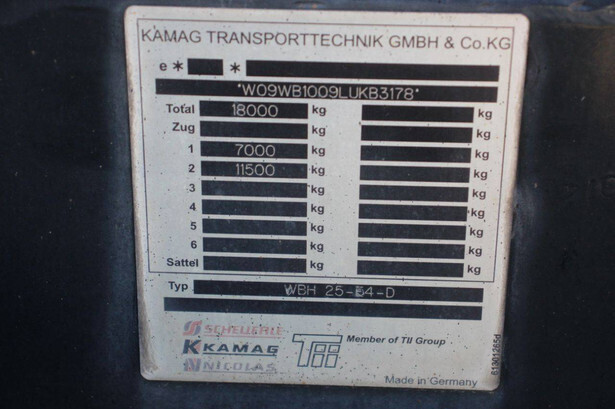 KAMAG TRANSPORTTECHNIK GMBH & Co.KG
e * *
*W09WB1009LUKB3178*
Total 18000 kg kg
Zug kg kg
1 7000 kg kg
2 11500 kg kg
3 kg kg
4 kg kg
5 kg kg
6 kg kg
Sattel kg kg
Typ WBH 25-E4-D
SCHEUERLE
KAMAG
NICOLAS
TII Member of TII Group
Made in Germany
61301265d